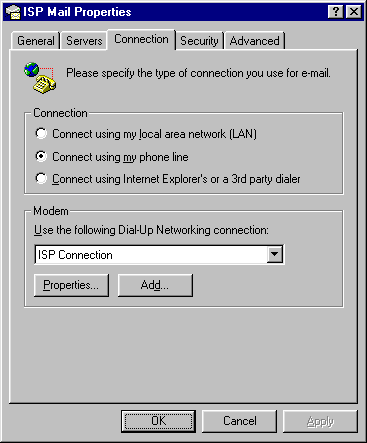 ISP Mail Properties
General Servers Connection Security Advanced
Please specify the type of connection you use for e-mail.
Connection
Connect using my local area network (LAN)
Connect using my phone line
Connect using Internet Explorer's or a 3rd party dialer
Modem
Use the following Dial-Up Networking connection:
ISP Connection
Properties... Add...
OK Cancel Apply